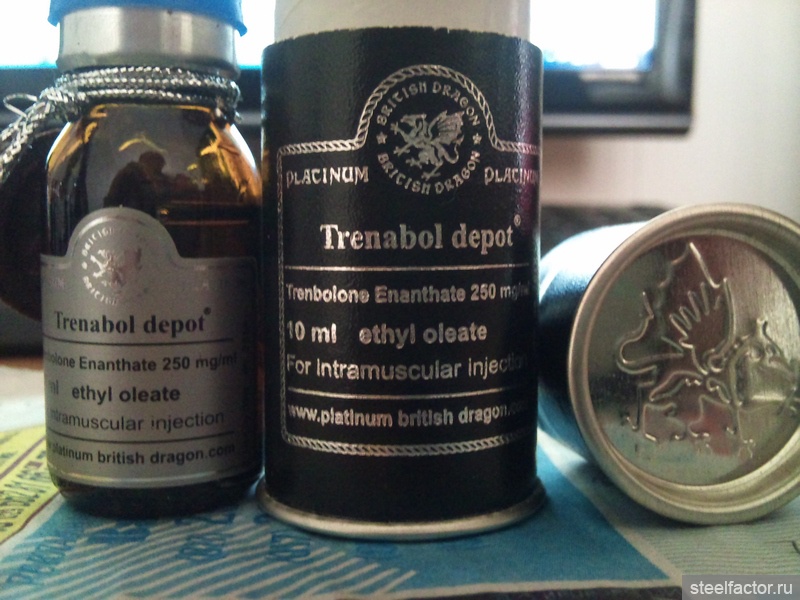 BRITISH DRAGON
BRITISH DRAGON
PLATINUM PLATINUM
Trenabol depot®
Trenbolone Enanthate 250 mg/ml
10 ml ethyl oleate
For intramuscular injection
www.platinum british dragon.com
BRITISH
Trenabol depot®
bolone Enanthate 250 mg/ml
ml ethyl oleate
intramuscular injection
platinum british dragon.com
steelfactor.ru